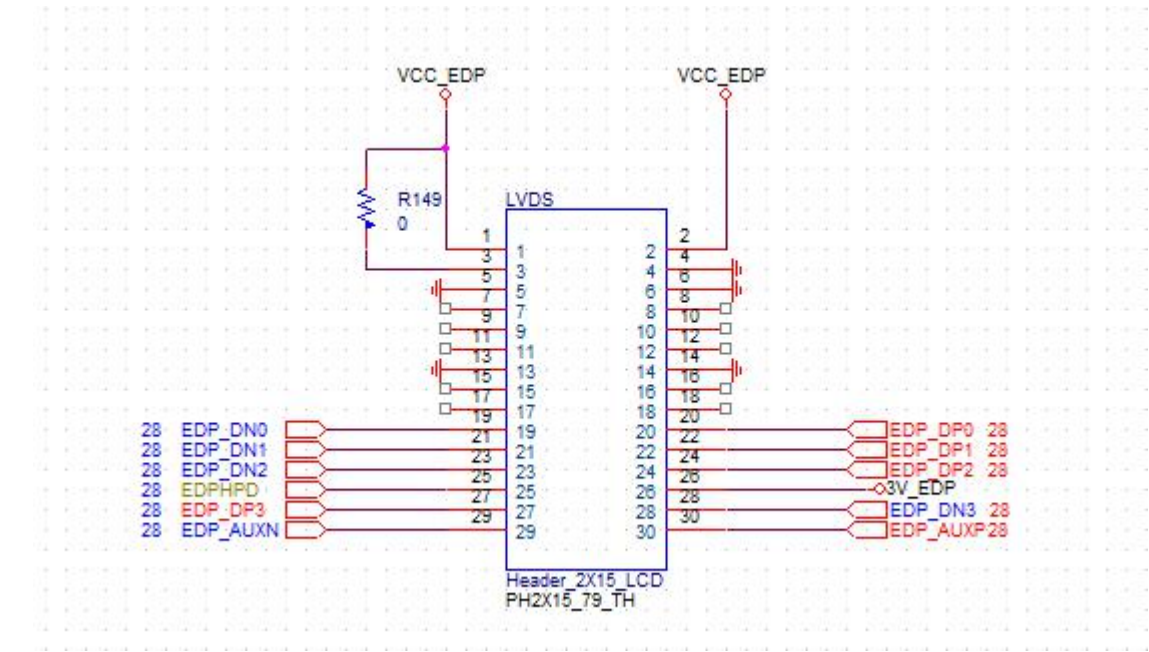 VCC_EDP VCC_EDP
R149 LVDS
0
1 2
1 2
3 4
3 4
5 6
5 6
7 8
7 8
9 10
9 10
11 12
11 12
13 14
13 14
15 16
15 16
17 18
17 18
19 20
28 EDP_DN0 19 20 EDP_DP0 28
21 22
28 EDP_DN1 21 22 EDP_DP1 28
23 24
28 EDP_DN2 23 24 EDP_DP2 28
25 26
28 EDPHPD 25 26 3V_EDP
27 28
28 EDP_DP3 27 28 EDP_DN3 28
29 30
28 EDP_AUXN 29 30 EDP_AUXP 28
Header_2X15_LCD
PH2X15_79_TH